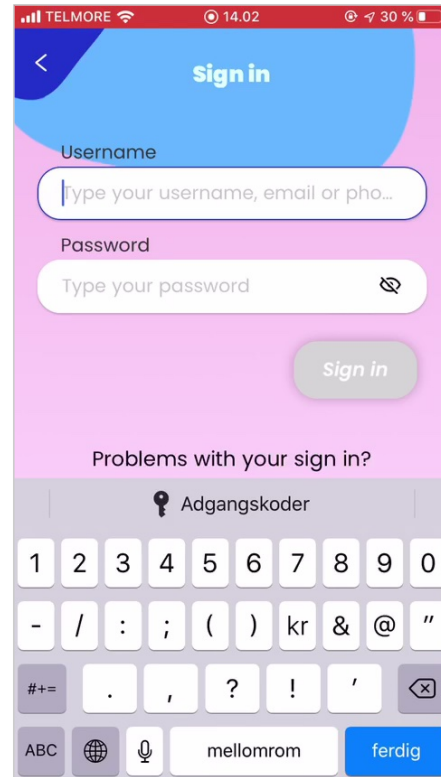 TELMORE 14.02 30 %
Sign in
Username
Type your username, email or pho...
Password
Type your password
Sign in
Problems with your sign in?
Adgangskoder
1 2 3 4 5 6 7 8 9 0
- / : ; ( ) kr & @ "
#+= . , ? ! '
ABC mellomrom ferdig